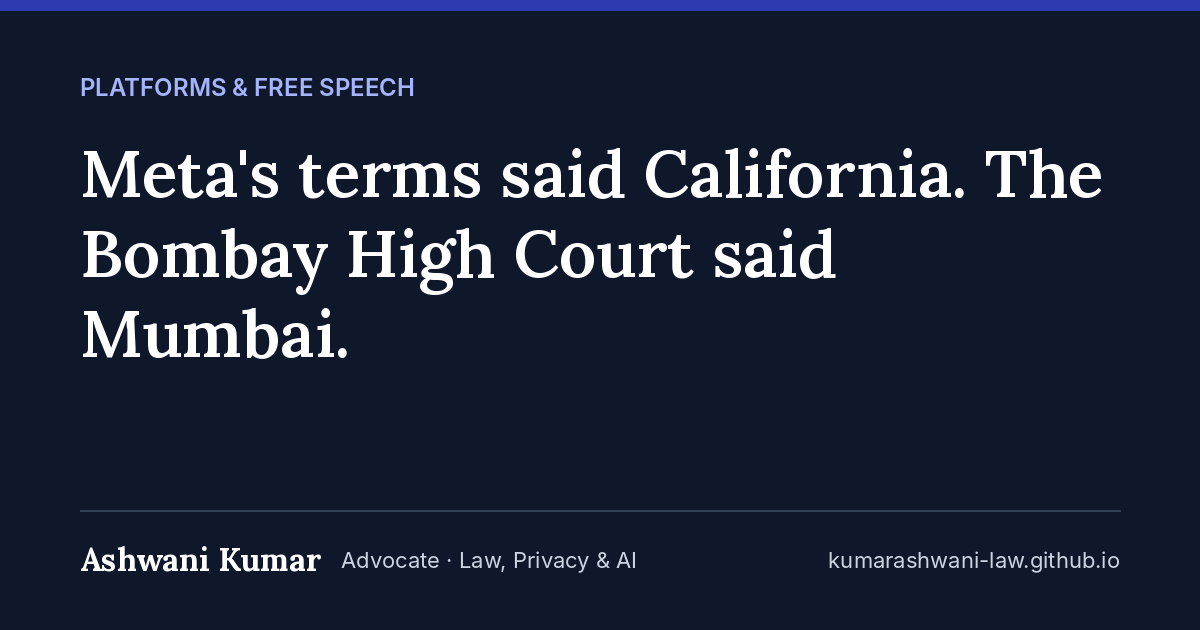 PLATFORMS & FREE SPEECH
Meta's terms said California. The
Bombay High Court said
Mumbai.
Ashwani Kumar Advocate · Law, Privacy & AI kumarashwani-law.github.io